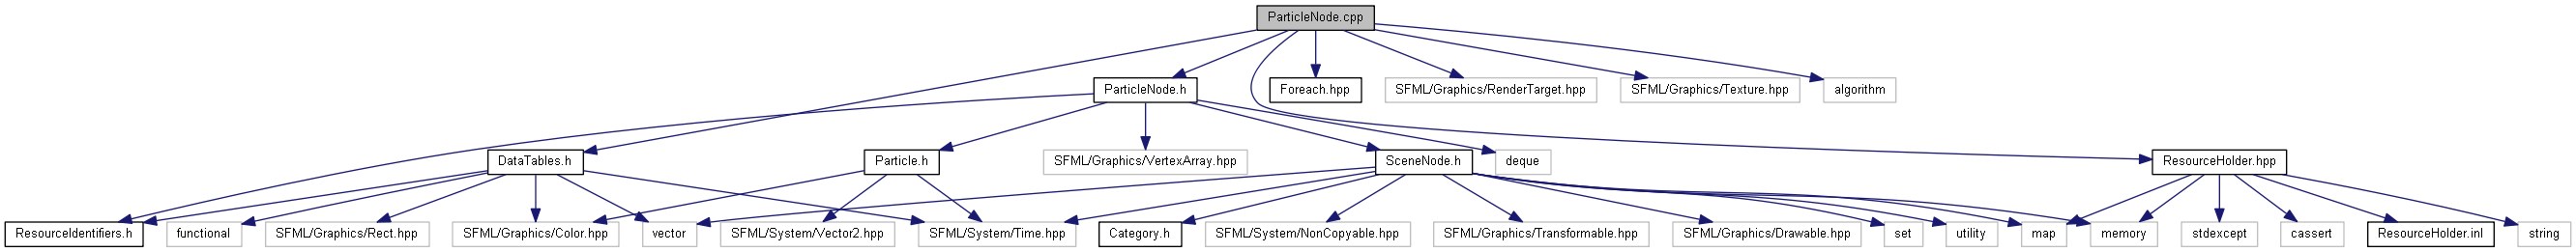 ParticleNode.cpp
ParticleNode.h
Foreach.hpp
SFML/Graphics/RenderTarget.hpp
SFML/Graphics/Texture.hpp
algorithm
DataTables.h
Particle.h
SFML/Graphics/VertexArray.hpp
SceneNode.h
deque
ResourceHolder.hpp
ResourceIdentifiers.h
functional
SFML/Graphics/Rect.hpp
SFML/Graphics/Color.hpp
vector
SFML/System/Vector2.hpp
SFML/System/Time.hpp
Category.h
SFML/System/NonCopyable.hpp
SFML/Graphics/Transformable.hpp
SFML/Graphics/Drawable.hpp
set
utility
map
memory
stdexcept
cassert
ResourceHolder.inl
string